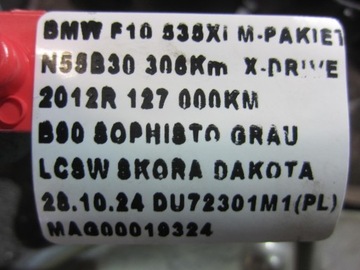 BMW F10 535Xi M-PAKIET
N55B30 306Km X-DRIVE
2012R 127 000KM
B90 SOPHISTO GRAU
LCSW SKORA DAKOTA
28.10.24 DU72301M1(PL)
MAG00019324